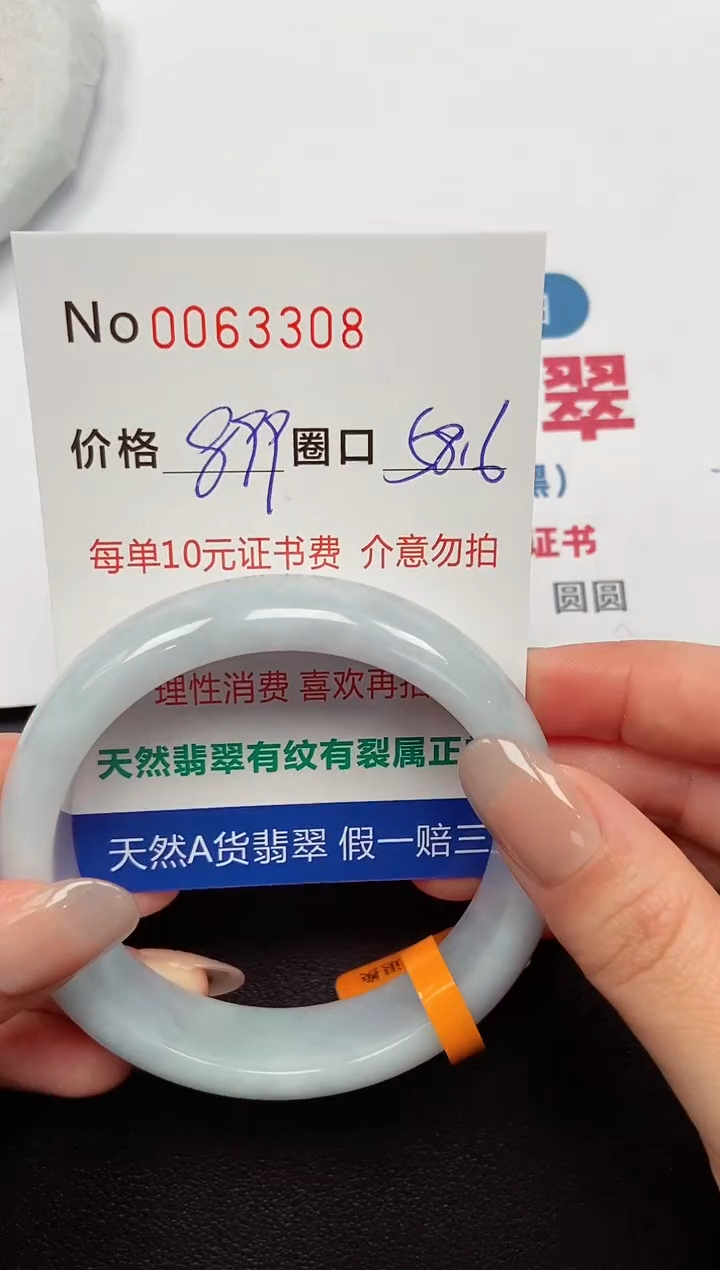 No 0063308
价格 899 圈口 58.6
每单10元证书费 介意勿拍
理性消费 喜欢再拍
天然翡翠有纹有裂属正
天然A货翡翠 假一赔三
翠
）
证书
圆圆